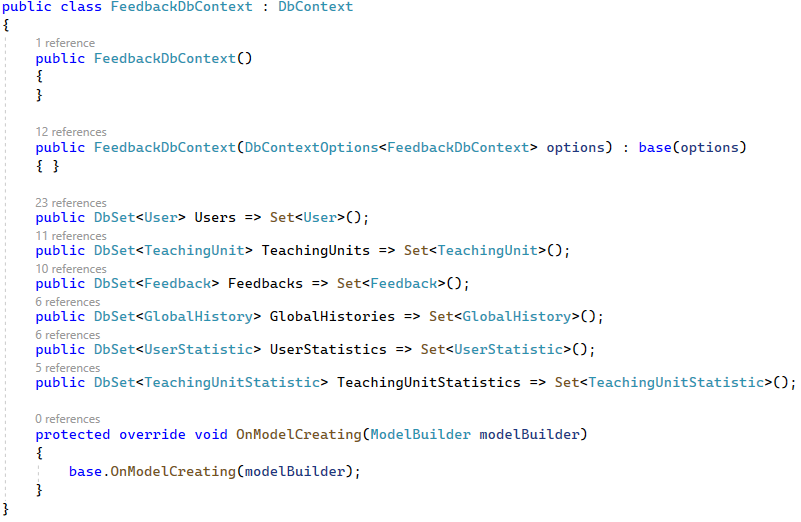 public class FeedbackDbContext : DbContext
{
1 reference
public FeedbackDbContext()
{
}
12 references
public FeedbackDbContext(DbContextOptions<FeedbackDbContext> options) : base(options)
{ }
23 references
public DbSet<User> Users => Set<User>();
11 references
public DbSet<TeachingUnit> TeachingUnits => Set<TeachingUnit>();
10 references
public DbSet<Feedback> Feedbacks => Set<Feedback>();
6 references
public DbSet<GlobalHistory> GlobalHistories => Set<GlobalHistory>();
6 references
public DbSet<UserStatistic> UserStatistics => Set<UserStatistic>();
5 references
public DbSet<TeachingUnitStatistic> TeachingUnitStatistics => Set<TeachingUnitStatistic>();
0 references
protected override void OnModelCreating(ModelBuilder modelBuilder)
{
base.OnModelCreating(modelBuilder);
}
}